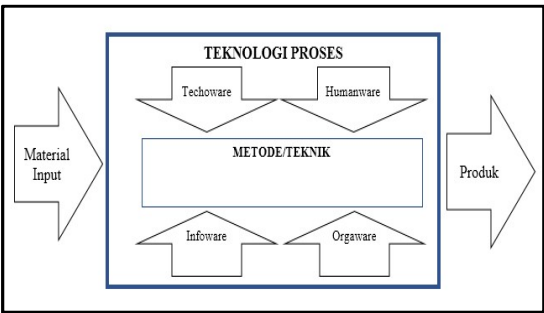 TEKNOLOGI PROSES
Techoware
Humanware
Material
Input
METODE/TEKNIK
Produk
Infoware
Orgaware